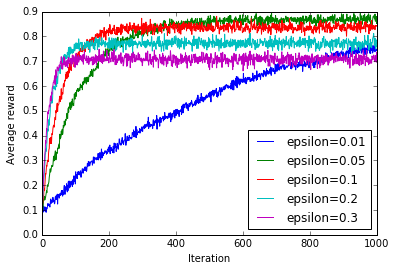 0.9
0.8
0.7
0.6
0.5
0.4
0.3
0.2
0.1
0.0
Average reward
0 200 400 600 800 1000
Iteration
epsilon=0.01
epsilon=0.05
epsilon=0.1
epsilon=0.2
epsilon=0.3